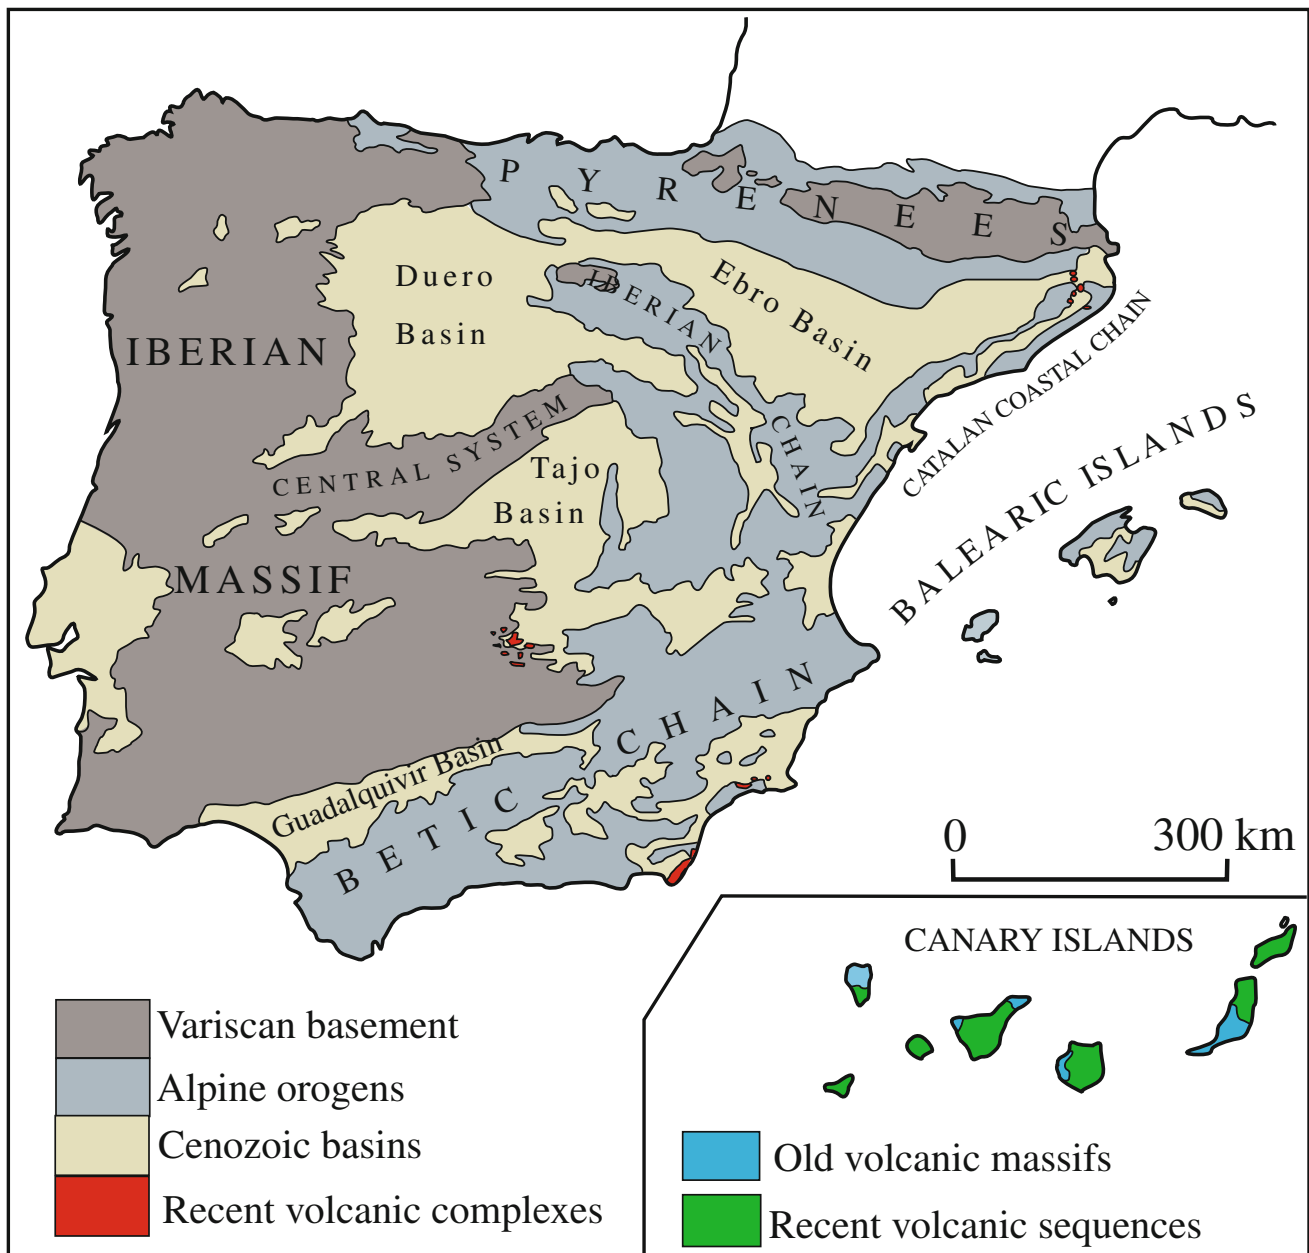 PYRENEES
Duero
Basin
Ebro Basin
IBERIAN
CHAIN
IBERIAN
MASSIF
CENTRAL SYSTEM
Tajo
Basin
CATALAN COASTAL CHAIN
BALEARIC ISLANDS
Guadalquivir Basin
BETIC CHAIN
0 300 km
CANARY ISLANDS
Variscan basement
Alpine orogens
Cenozoic basins
Recent volcanic complexes
Old volcanic massifs
Recent volcanic sequences